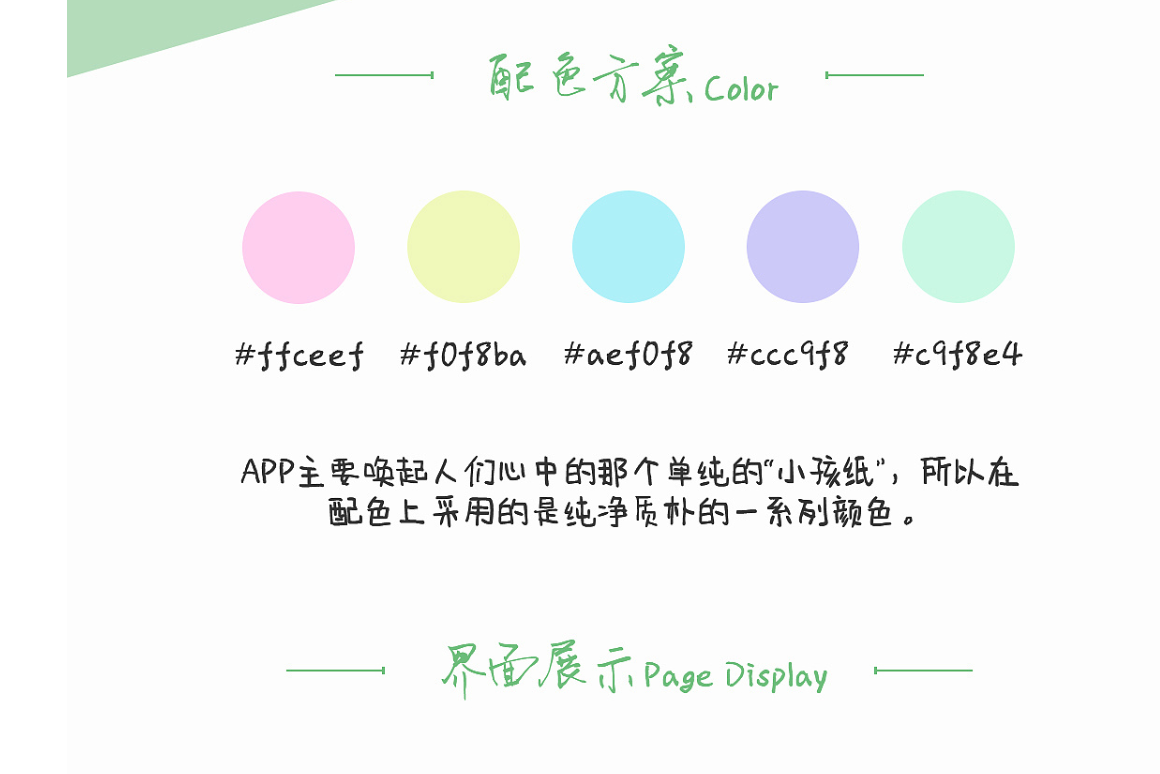 配色方案 Color
#ffceef #f0f8ba #aef0f8 #ccc9f8 #c9f8e4
APP主要唤起人们心中的那个单纯的“小孩纸”，所以在
配色上采用的是纯净质朴的一系列颜色。
界面展示 Page Display